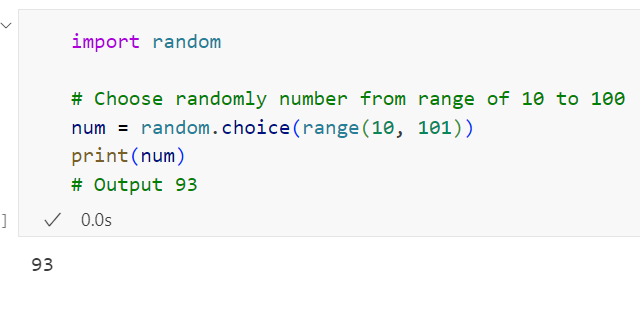 import random
# Choose randomly number from range of 10 to 100
num = random.choice(range(10, 101))
print(num)
# Output 93
] 0.0s
93